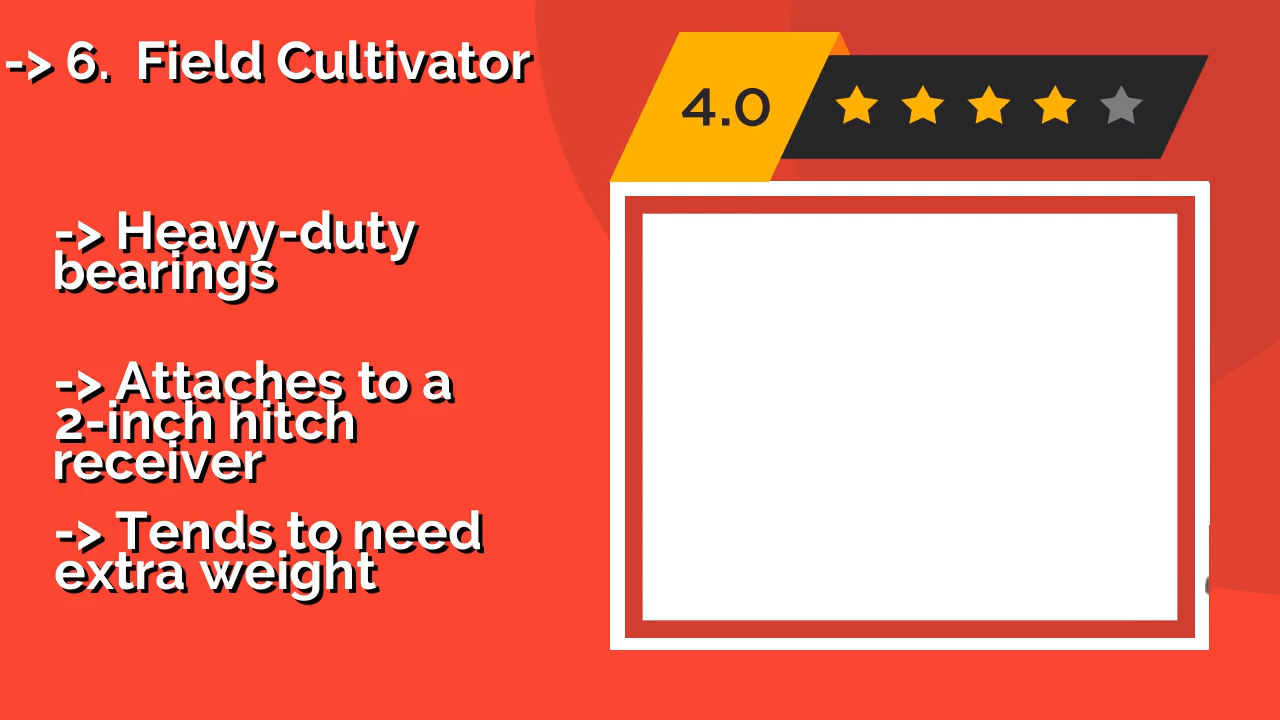 -> 6. Field Cultivator
4.0
-> Heavy-duty
bearings
-> Attaches to a
2-inch hitch
receiver
-> Tends to need
extra weight